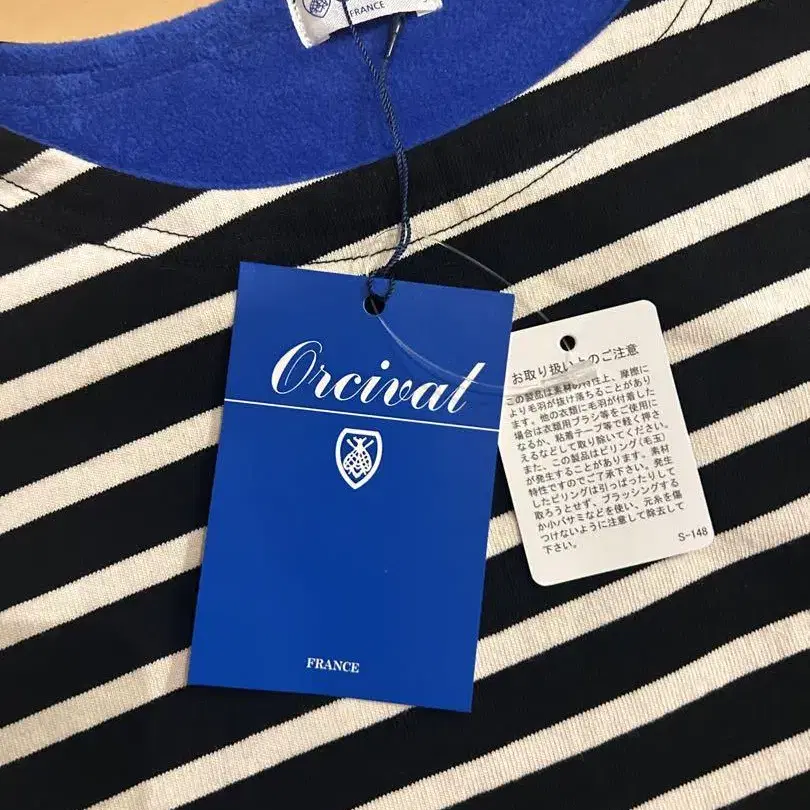 FRANCE
Orcival
FRANCE
お取り扱い上のご注意
この製品は素材の特性上、摩擦に
より毛羽が抜け落ちることがあり
ます。他の衣類に毛羽が付着した
場合は衣類用ブラシ等をご使用に
なるか、粘着テープ等で軽く押さ
えるなどして取り除いてください。
また、この製品はピリング(毛玉)
が発生することがあります。素材
特性ですのでご了承下さい。発生
したピリングは引っぱったりして
取ろうとせず、ブラッシングする
か小バサミなどを使い、元糸を傷
つけないように注意して除去して
下さい。
S-148